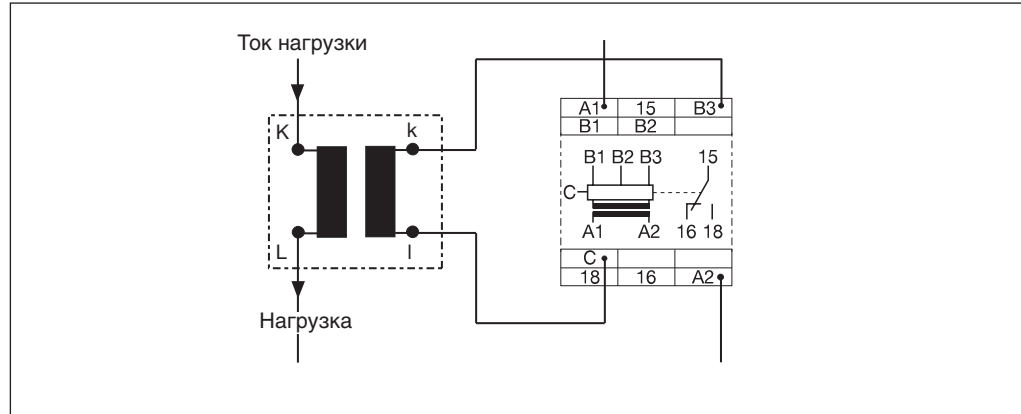 Ток нагрузки
K k
L l
Нагрузка
A1 15 B3
B1 B2
B1 B2 B3 15
C
A1 A2 16 18
C
18 16 A2